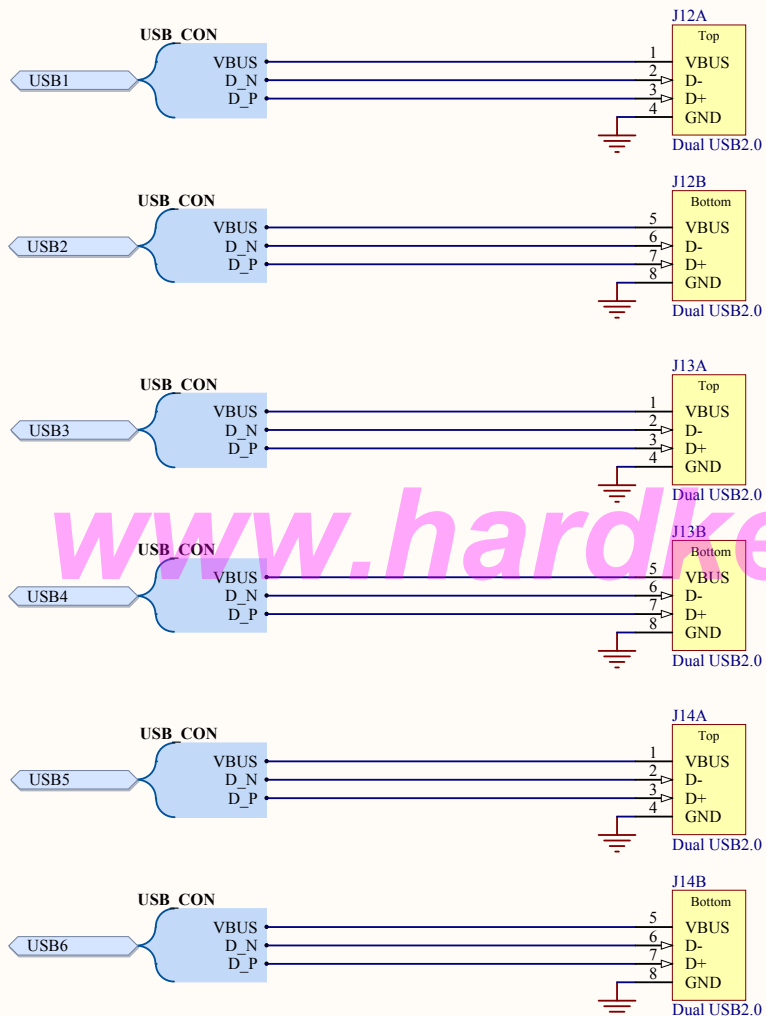 J12A
USB_CON
Top
VBUS 1 VBUS
USB1 D_N 2 D-
D_P 3 D+
4 GND
Dual USB2.0
J12B
USB_CON
Bottom
VBUS 5 VBUS
USB2 D_N 6 D-
D_P 7 D+
8 GND
Dual USB2.0
J13A
USB_CON
Top
VBUS 1 VBUS
USB3 D_N 2 D-
D_P 3 D+
4 GND
Dual USB2.0
www.hardke
J13B
USB_CON
Bottom
VBUS 5 VBUS
USB4 D_N 6 D-
D_P 7 D+
8 GND
Dual USB2.0
J14A
USB_CON
Top
VBUS 1 VBUS
USB5 D_N 2 D-
D_P 3 D+
4 GND
Dual USB2.0
J14B
USB_CON
Bottom
VBUS 5 VBUS
USB6 D_N 6 D-
D_P 7 D+
8 GND
Dual USB2.0